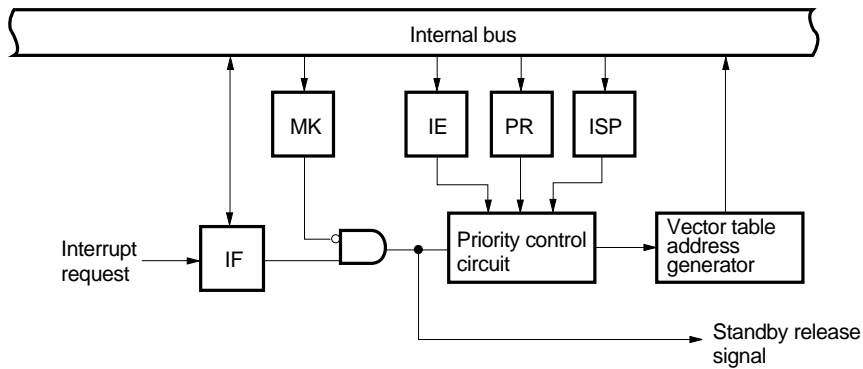 Internal bus
MK
IE
PR
ISP
Interrupt
request
IF
Priority control
circuit
Vector table
address
generator
Standby release
signal